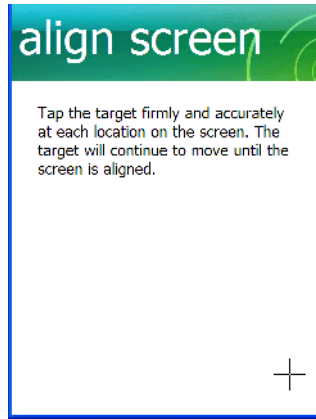 align screen
Tap the target firmly and accurately
at each location on the screen. The
target will continue to move until the
screen is aligned.